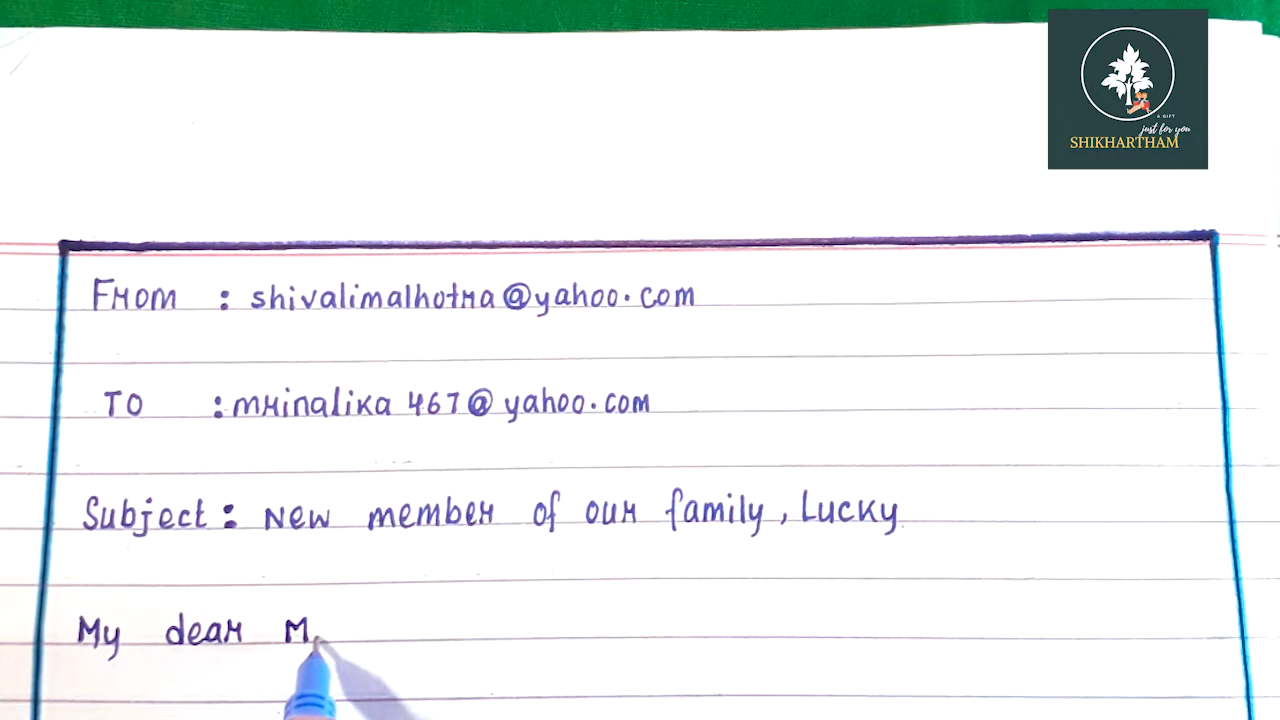 A GIFT
just for you
SHIKHARTHAM
From : shivalimalhotra@yahoo.com
TO : mrinalika 467@yahoo.com
Subject : New member of our family, Lucky
My dear M